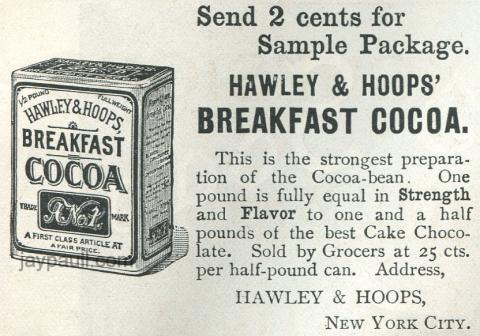 Send 2 cents for
Sample Package.
HAWLEY & HOOPS'
BREAKFAST COCOA.
This is the strongest prepara-
tion of the Cocoa-bean. One
pound is fully equal in Strength
and Flavor to one and a half
pounds of the best Cake Choco-
late. Sold by Grocers at 25 cts.
per half-pound can. Address,
HAWLEY & HOOPS,
NEW YORK CITY.
1/2 POUND
FULL WEIGHT
HAWLEY & HOOPS,
BREAKFAST
COCOA
TRADE
A No. 1
MARK
A FIRST CLASS ARTICLE AT
A FAIR PRICE.
jaypaull.com